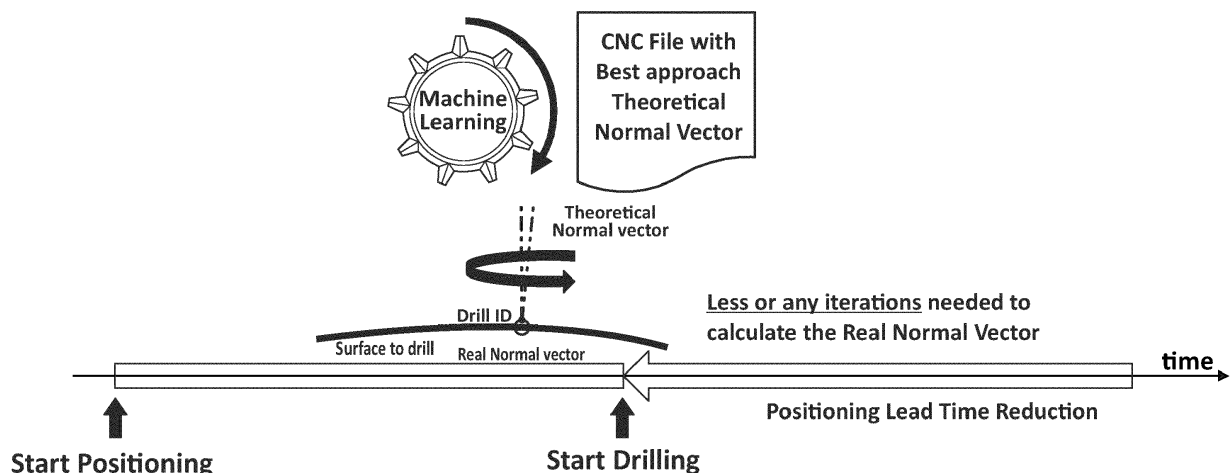 Machine
Learning
CNC File with
Best approach
Theoretical
Normal Vector
Theoretical
Normal vector
Drill ID
Surface to drill
Real Normal vector
Less or any iterations needed to
calculate the Real Normal Vector
time
Positioning Lead Time Reduction
Start Positioning
Start Drilling